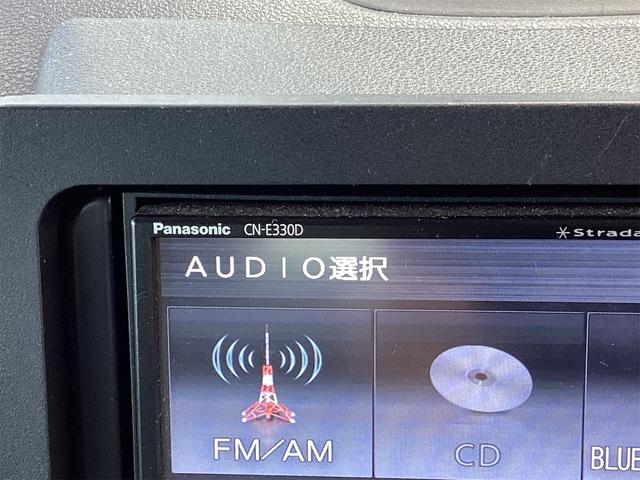 Panasonic CN-E330D Strada
AUDIO選択
FM/AM CD BLUE